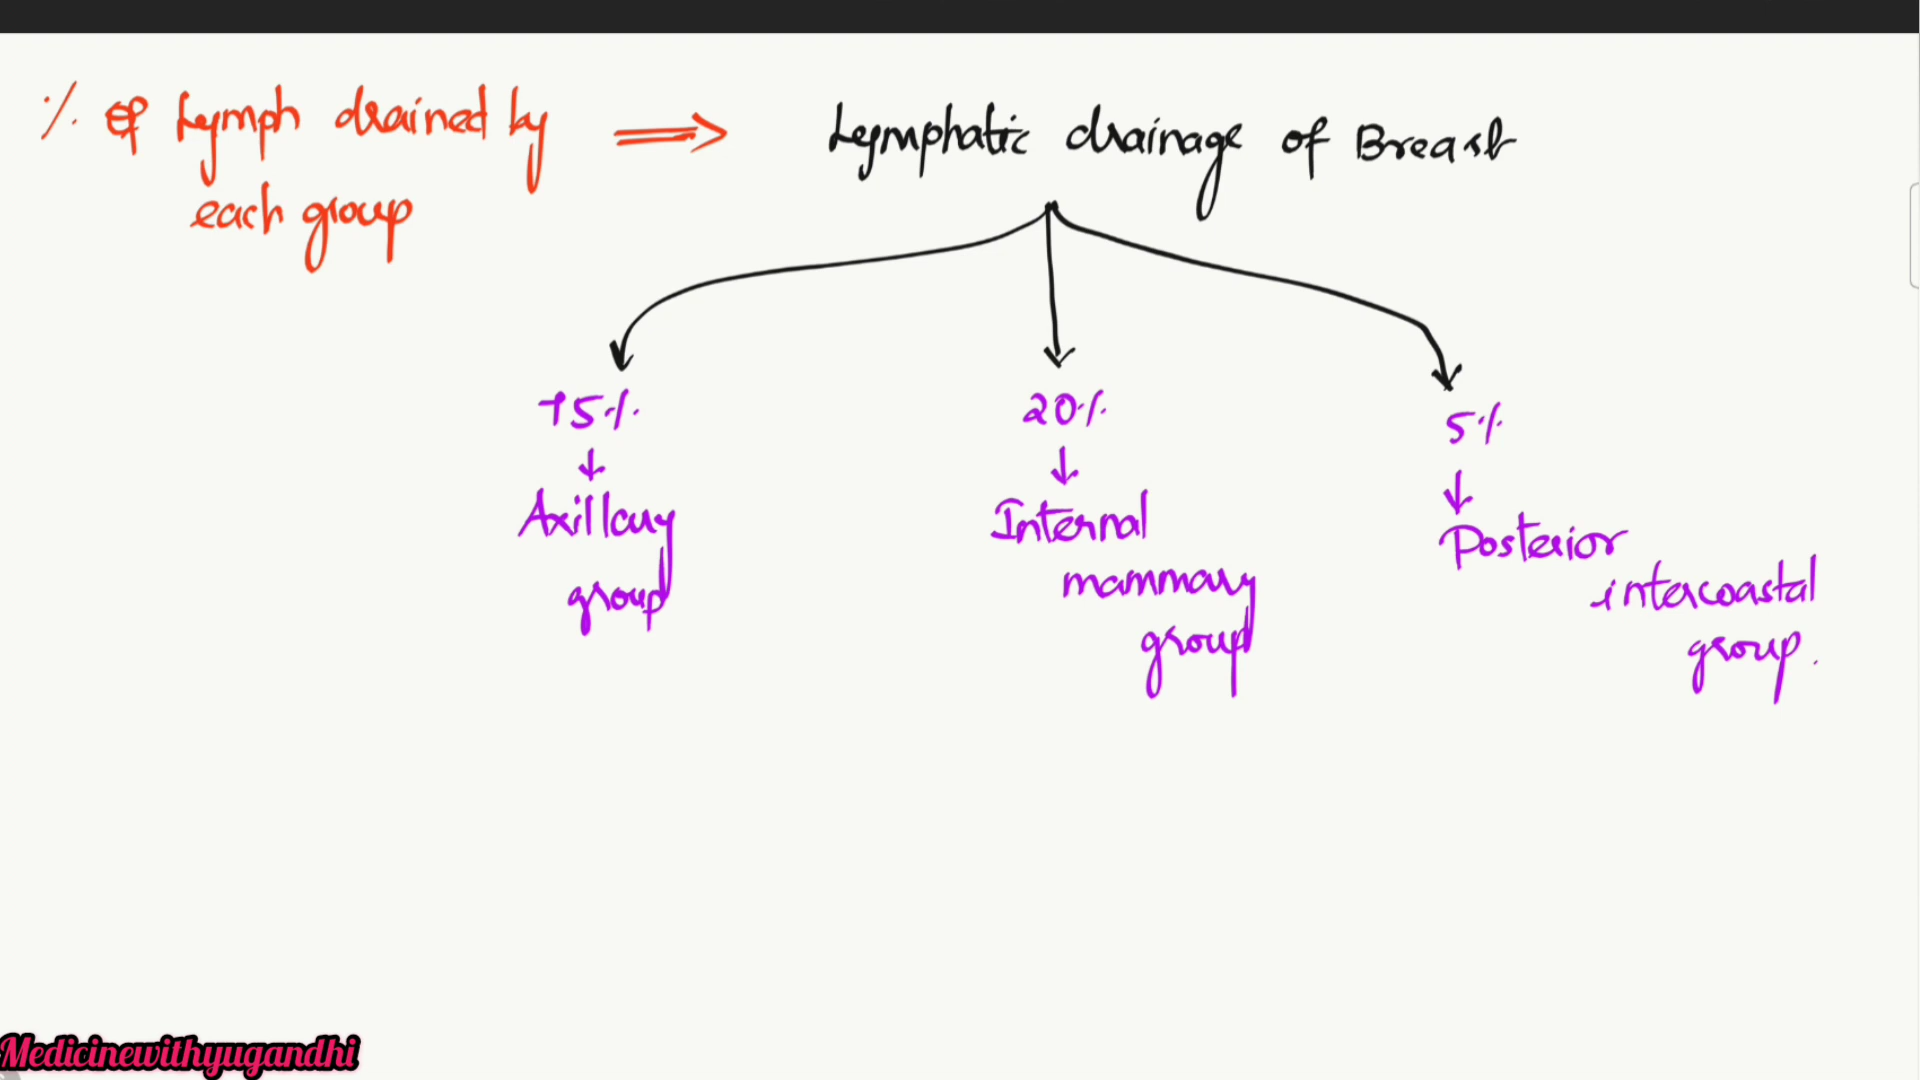 % of Lymph drained by
each group
Lymphatic drainage of Breast
75%
Axillary
group
20%
Internal
mammary
group
5%
Posterior
intercoastal
group.
Medicinewithyugandhi